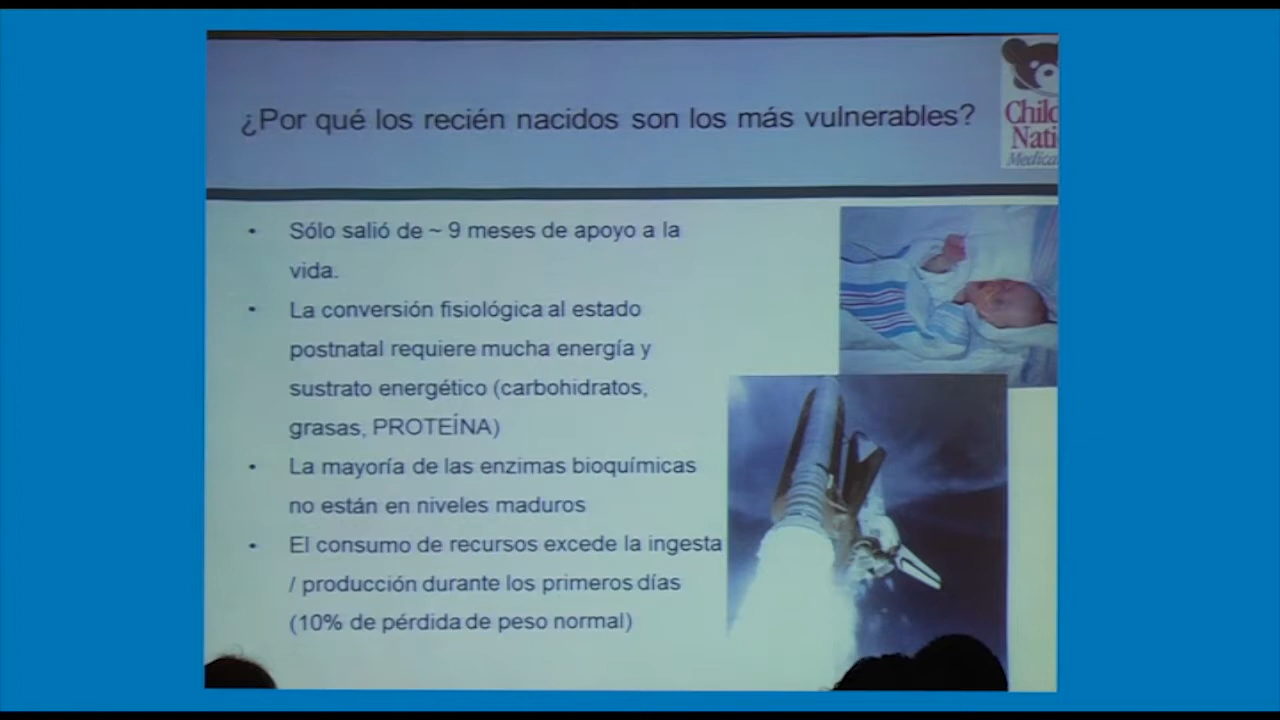 ¿Por qué los recién nacidos son los más vulnerables?
Medical
• Sólo salió de ~ 9 meses de apoyo a la
vida.
• La conversión fisiológica al estado
postnatal requiere mucha energía y
sustrato energético (carbohidratos,
grasas, PROTEÍNA)
• La mayoría de las enzimas bioquímicas
no están en niveles maduros
• El consumo de recursos excede la ingesta
/ producción durante los primeros días
(10% de pérdida de peso normal)